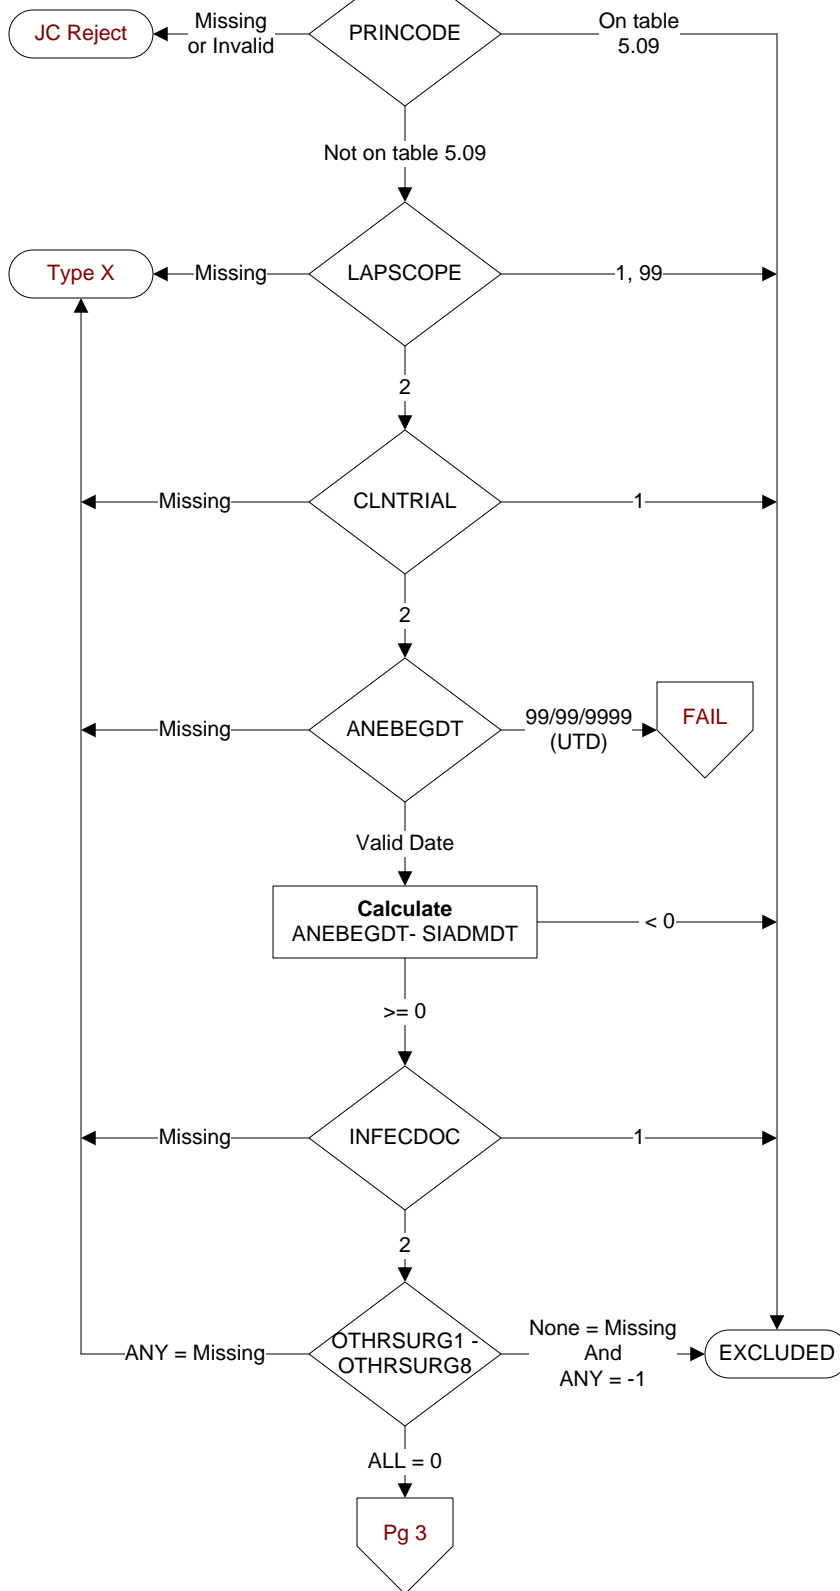 JC Reject
Missing
or Invalid
PRINCODE
On table
5.09
Not on table 5.09
Type X
Missing
LAPSCOPE
1, 99
2
Missing
CLNTRIAL
1
2
Missing
ANEBEGDT
99/99/9999
(UTD)
FAIL
Valid Date
Calculate
ANEBEGDT- SIADMDT
< 0
>= 0
Missing
INFECDOC
1
2
ANY = Missing
OTHRSURG1 -
OTHRSURG8
None = Missing
And
ANY = -1
EXCLUDED
ALL = 0
Pg 3